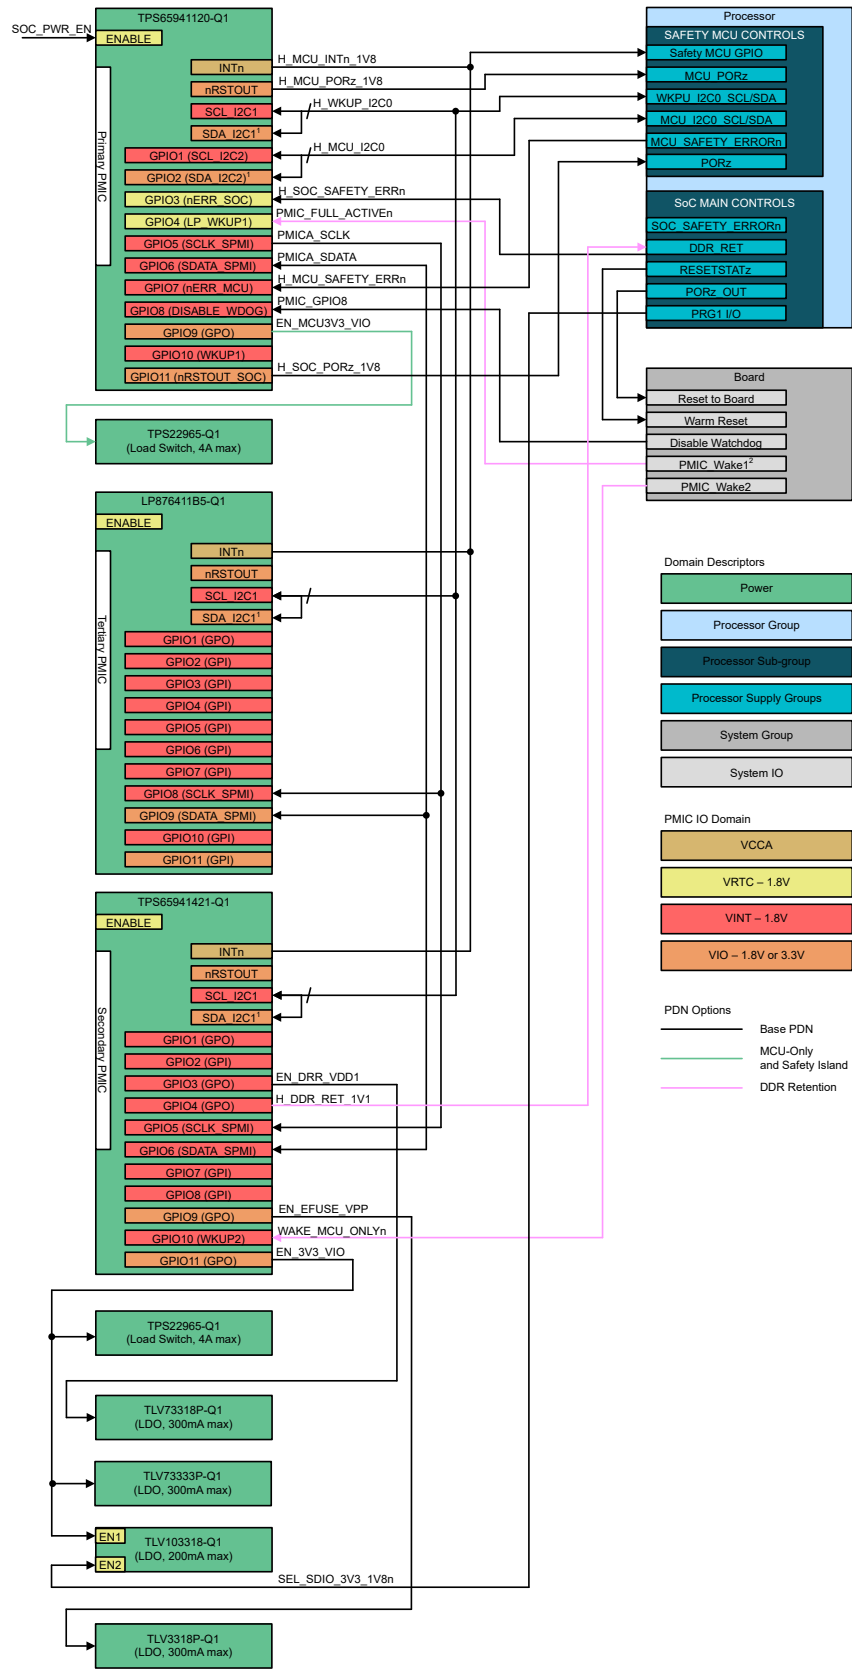 TPS65941120-Q1
SOC_PWR_EN
ENABLE
Primary PMIC
INTn
H_MCU_INTn_1V8
nRSTOUT
H_MCU_PORz_1V8
SCL_I2C1
H_WKUP_I2C0
SDA_I2C1¹
GPIO1 (SCL_I2C2)
H_MCU_I2C0
GPIO2 (SDA_I2C2)¹
GPIO3 (nERR_SOC)
H_SOC_SAFETY_ERRn
GPIO4 (LP_WKUP1)
PMIC_FULL_ACTIVEn
GPIO5 (SCLK_SPMI)
PMICA_SCLK
GPIO6 (SDATA_SPMI)
PMICA_SDATA
GPIO7 (nERR_MCU)
H_MCU_SAFETY_ERRn
GPIO8 (DISABLE_WDOG)
PMIC_GPIO8
GPIO9 (GPO)
EN_MCU3V3_VIO
GPIO10 (WKUP1)
GPIO11 (nRSTOUT_SOC)
H_SOC_PORz_1V8
TPS22965-Q1
(Load Switch, 4A max)
Processor
SAFETY MCU CONTROLS
Safety MCU GPIO
MCU_PORz
WKPU_I2C0_SCL/SDA
MCU_I2C0_SCL/SDA
MCU_SAFETY_ERRORn
PORz
SoC MAIN CONTROLS
SOC_SAFETY_ERRORn
DDR_RET
RESETSTATz
PORz_OUT
PRG1 I/O
Board
Reset to Board
Warm Reset
Disable Watchdog
PMIC_Wake1²
PMIC_Wake2
LP876411B5-Q1
ENABLE
Tertiary PMIC
INTn
nRSTOUT
SCL_I2C1
SDA_I2C1¹
GPIO1 (GPO)
GPIO2 (GPI)
GPIO3 (GPI)
GPIO4 (GPI)
GPIO5 (GPI)
GPIO6 (GPI)
GPIO7 (GPI)
GPIO8 (SCLK_SPMI)
GPIO9 (SDATA_SPMI)
GPIO10 (GPI)
GPIO11 (GPI)
Domain Descriptors
Power
Processor Group
Processor Sub-group
Processor Supply Groups
System Group
System IO
PMIC IO Domain
VCCA
VRTC – 1.8V
VINT – 1.8V
VIO – 1.8V or 3.3V
PDN Options
Base PDN
MCU-Only
and Safety Island
DDR Retention
TPS65941421-Q1
ENABLE
Secondary PMIC
INTn
nRSTOUT
SCL_I2C1
SDA_I2C1¹
GPIO1 (GPO)
GPIO2 (GPI)
GPIO3 (GPO)
EN_DRR_VDD1
GPIO4 (GPO)
H_DDR_RET_1V1
GPIO5 (SCLK_SPMI)
GPIO6 (SDATA_SPMI)
GPIO7 (GPI)
GPIO8 (GPI)
GPIO9 (GPO)
EN_EFUSE_VPP
GPIO10 (WKUP2)
WAKE_MCU_ONLYn
GPIO11 (GPO)
EN_3V3_VIO
TPS22965-Q1
(Load Switch, 4A max)
TLV73318P-Q1
(LDO, 300mA max)
TLV73333P-Q1
(LDO, 300mA max)
EN1
TLV103318-Q1
(LDO, 200mA max)
EN2
SEL_SDIO_3V3_1V8n
TLV3318P-Q1
(LDO, 300mA max)